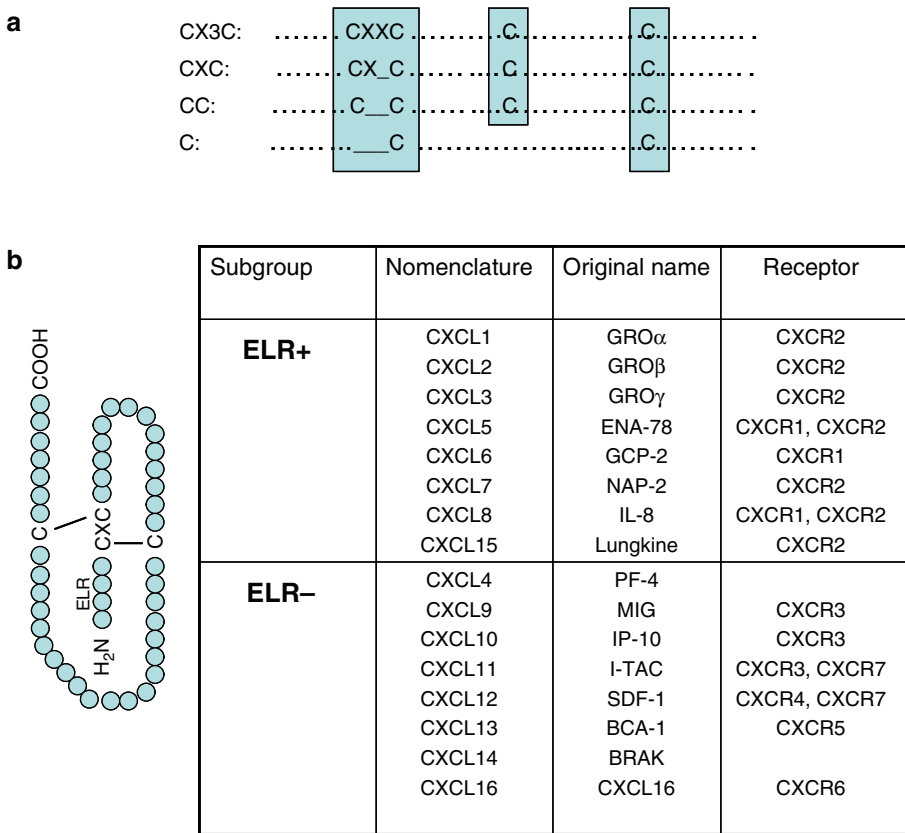 a
CX3C: ......... CXXC ......... C ............ C ..........
CXC: ......... CX_C ......... C ............ C ..........
CC: ......... C__C ......... C ............ C ..........
C: ......... ___C ........................ C ..........
b
COOH
C
CXC
C
ELR
H₂N
Subgroup Nomenclature Original name Receptor
ELR+ CXCL1 GROα CXCR2
CXCL2 GROβ CXCR2
CXCL3 GROγ CXCR2
CXCL5 ENA-78 CXCR1, CXCR2
CXCL6 GCP-2 CXCR1
CXCL7 NAP-2 CXCR2
CXCL8 IL-8 CXCR1, CXCR2
CXCL15 Lungkine CXCR2
ELR– CXCL4 PF-4
CXCL9 MIG CXCR3
CXCL10 IP-10 CXCR3
CXCL11 I-TAC CXCR3, CXCR7
CXCL12 SDF-1 CXCR4, CXCR7
CXCL13 BCA-1 CXCR5
CXCL14 BRAK
CXCL16 CXCL16 CXCR6